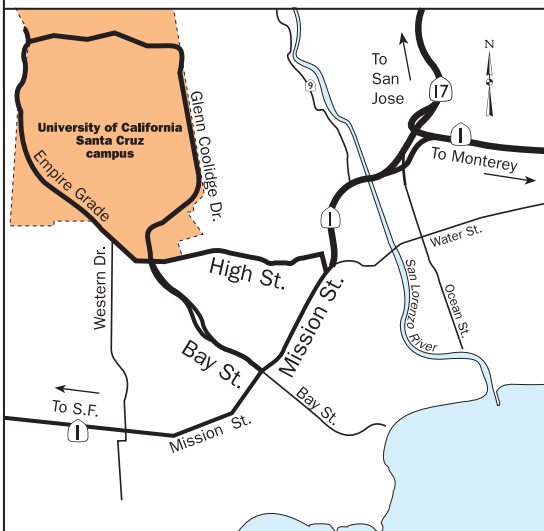 N
To
San
Jose
9
17
1
To Monterey
University of California
Santa Cruz
campus
Glenn Coolidge Dr.
Empire Grade
1
Water St.
High St.
Western Dr.
San Lorenzo River
Ocean St.
Mission St.
Bay St.
To S.F.
1
Mission St.
Bay St.